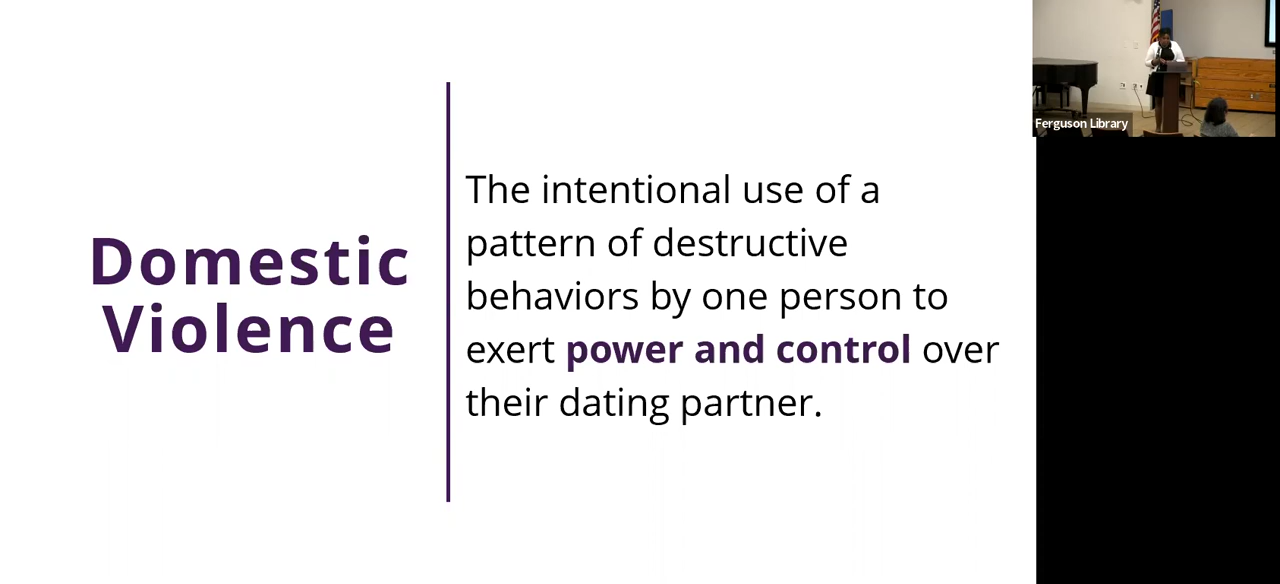 Domestic
Violence
The intentional use of a
pattern of destructive
behaviors by one person to
exert power and control over
their dating partner.
Ferguson Library